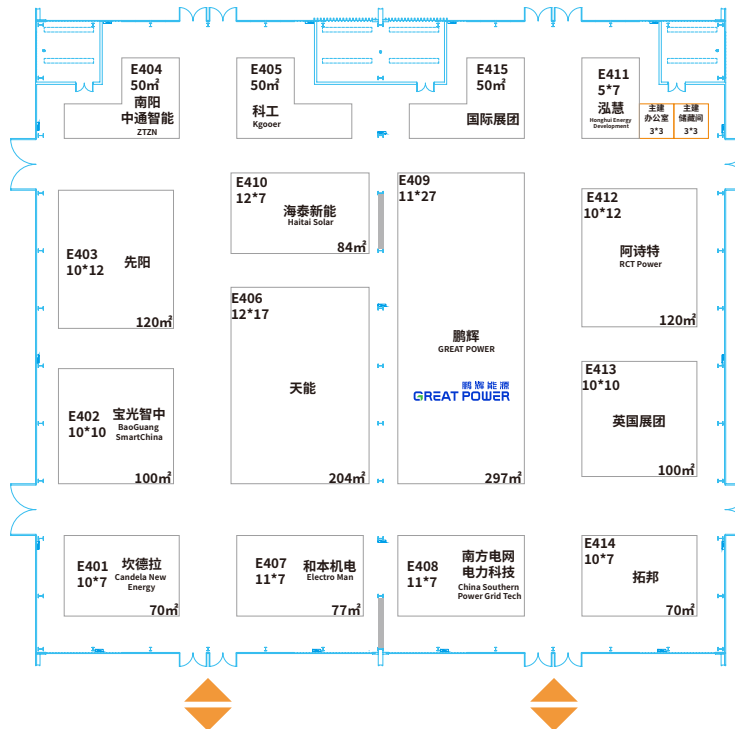 E404
50㎡
南阳
中通智能
ZTZN
E405
50㎡
科工
Kgooer
E415
50㎡
国际展团
E411
5*7
泓慧
Honghui Energy
Development
主建
办公室
3*3
主建
储藏间
3*3
E410
12*7
海泰新能
Haitai Solar
84㎡
E409
11*27
鹏辉
GREAT POWER
鹏辉能源
GREAT POWER
297㎡
E412
10*12
阿诗特
RCT Power
120㎡
E403
10*12
先阳
120㎡
E406
12*17
天能
204㎡
E413
10*10
英国展团
100㎡
E402
10*10
宝光智中
BaoGuang
SmartChina
100㎡
E401
10*7
坎德拉
Candela New
Energy
70㎡
E407
11*7
和本机电
Electro Man
77㎡
E408
11*7
南方电网
电力科技
China Southern
Power Grid Tech
E414
10*7
拓邦
70㎡